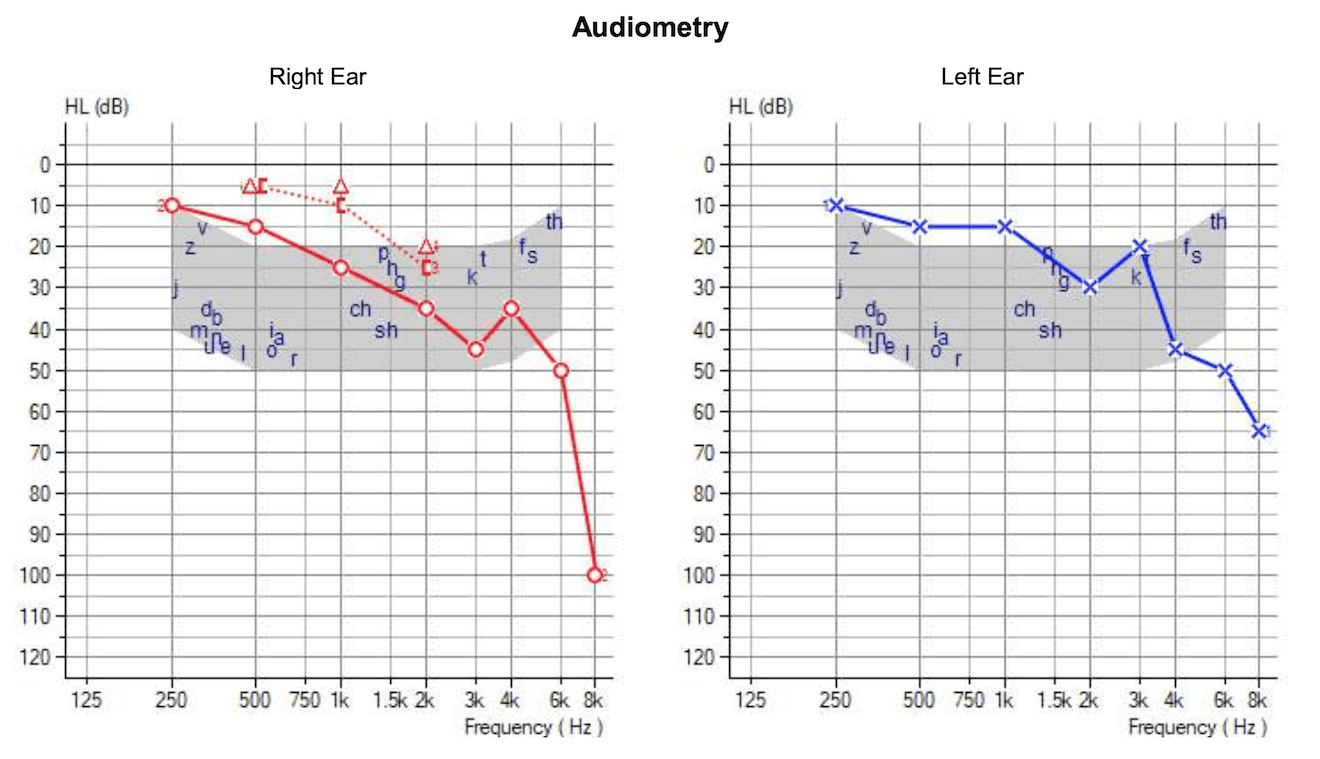 Audiometry
Right Ear
HL (dB)
0
10
20
30
40
50
60
70
80
90
100
110
120
v
z
j
d b
m n
u e l
i a
o r
p
h
g
ch
sh
k t
f s
th
125 250 500 750 1k 1.5k 2k 3k 4k 6k 8k
Frequency ( Hz )
Left Ear
HL (dB)
0
10
20
30
40
50
60
70
80
90
100
110
120
v
z
j
d b
m n
u e l
i a
o r
p
h
g
ch
sh
k
f s
th
125 250 500 750 1k 1.5k 2k 3k 4k 6k 8k
Frequency ( Hz )